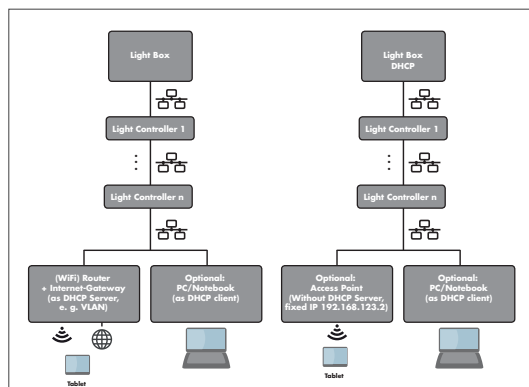 Light Box
Light Controller 1
Light Controller n
(WiFi) Router
+ Internet-Gateway
(as DHCP Server,
e. g. VLAN)
Tablet
Optional:
PC/Notebook
(as DHCP client)
Light Box
DHCP
Light Controller 1
Light Controller n
Optional:
Access Point
(Without DHCP Server,
fixed IP 192.168.123.2)
Tablet
Optional:
PC/Notebook
(as DHCP client)